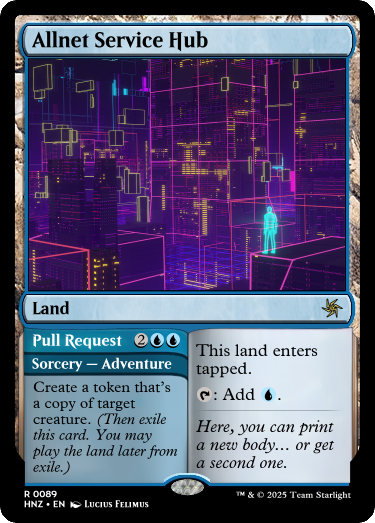 Allnet Service Hub
Land
Pull Request 2
Sorcery — Adventure
Create a token that's
a copy of target
creature. (Then exile
this card. You may
play the land later from
exile.)
This land enters
tapped.
: Add .
Here, you can print
a new body... or get
a second one.
R 0089
HNZ • EN Lucius Felimus
™ & © 2025 Team Starlight